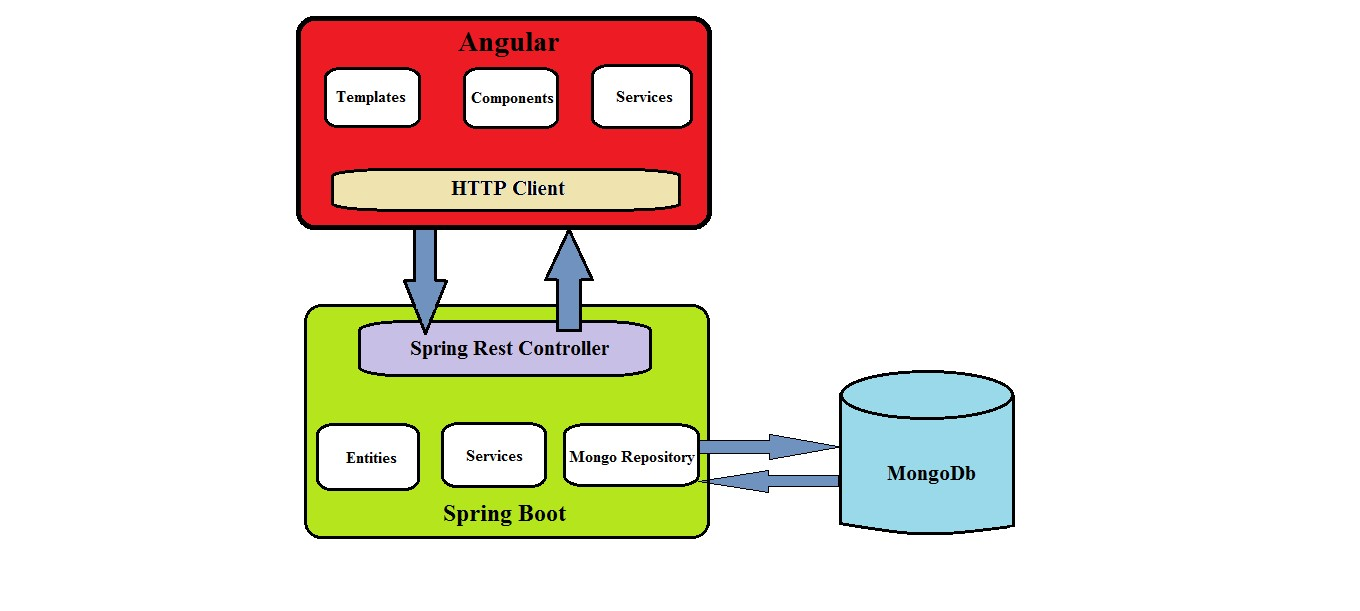 Angular
Templates
Components
Services
HTTP Client
Spring Rest Controller
Entities
Services
Mongo Repository
Spring Boot
MongoDb